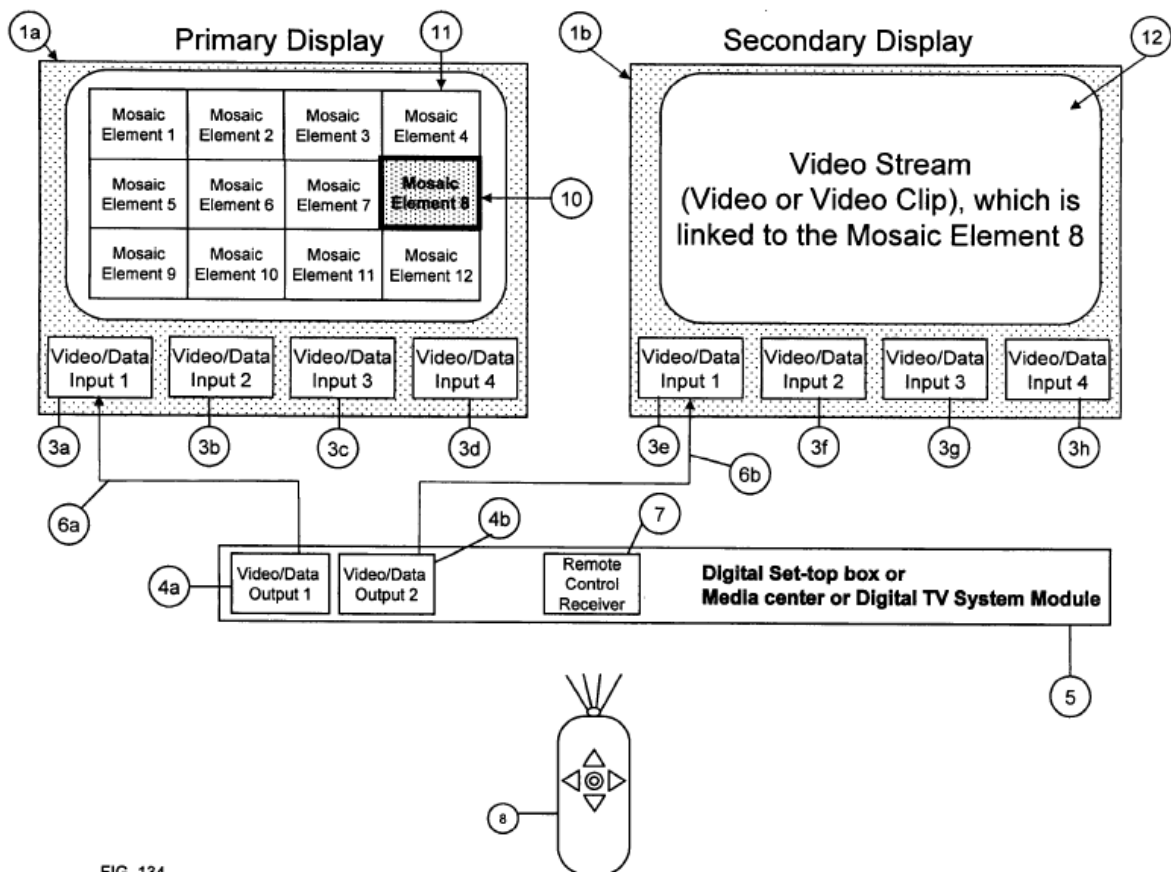 1a
Primary Display
11
1b
Secondary Display
12
Mosaic
Element 1
Mosaic
Element 2
Mosaic
Element 3
Mosaic
Element 4
Mosaic
Element 5
Mosaic
Element 6
Mosaic
Element 7
Mosaic
Element 8
10
Mosaic
Element 9
Mosaic
Element 10
Mosaic
Element 11
Mosaic
Element 12
Video Stream
(Video or Video Clip), which is
linked to the Mosaic Element 8
Video/Data
Input 1
Video/Data
Input 2
Video/Data
Input 3
Video/Data
Input 4
Video/Data
Input 1
Video/Data
Input 2
Video/Data
Input 3
Video/Data
Input 4
3a
3b
3c
3d
3e
3f
3g
3h
6a
6b
4b
7
4a
Video/Data
Output 1
Video/Data
Output 2
Remote
Control
Receiver
Digital Set-top box or
Media center or Digital TV System Module
5
8
FIG. 134